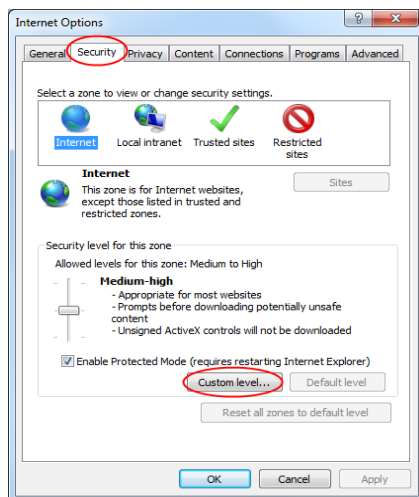 Internet Options
General Security Privacy Content Connections Programs Advanced
Select a zone to view or change security settings.
Internet Local intranet Trusted sites Restricted
sites
Internet
This zone is for Internet websites,
except those listed in trusted and
restricted zones.
Sites
Security level for this zone
Allowed levels for this zone: Medium to High
Medium-high
- Appropriate for most websites
- Prompts before downloading potentially unsafe
content
- Unsigned ActiveX controls will not be downloaded
Enable Protected Mode (requires restarting Internet Explorer)
Custom level... Default level
Reset all zones to default level
OK Cancel Apply